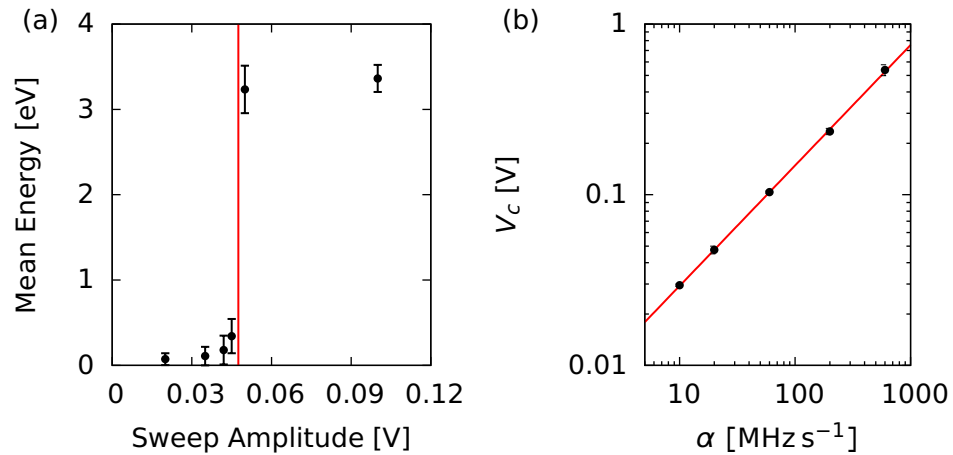 (a)
4
3
2
1
0
Mean Energy [eV]
0 0.03 0.06 0.09 0.12
Sweep Amplitude [V]
(b)
1
0.1
0.01
V_c [V]
10 100 1000
α [MHz s⁻¹]